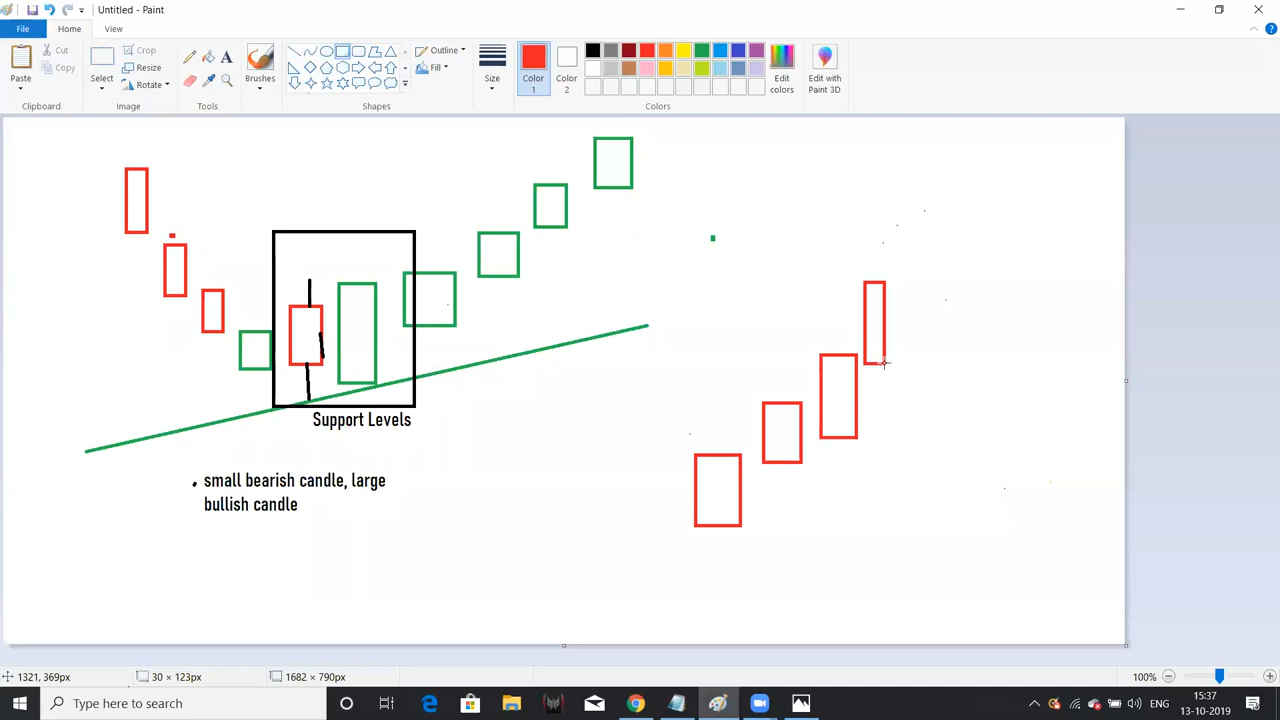 Untitled - Paint
File
Home
View
Paste
Cut
Copy
Clipboard
Select
Crop
Resize
Rotate
Image
Tools
Brushes
Shapes
Outline
Fill
Size
Color
1
Color
2
Colors
Edit
colors
Edit with
Paint 3D
Support Levels
small bearish candle, large
bullish candle
1321, 369px
30 × 123px
1682 × 790px
100%
Type here to search
ENG
15:37
13-10-2019